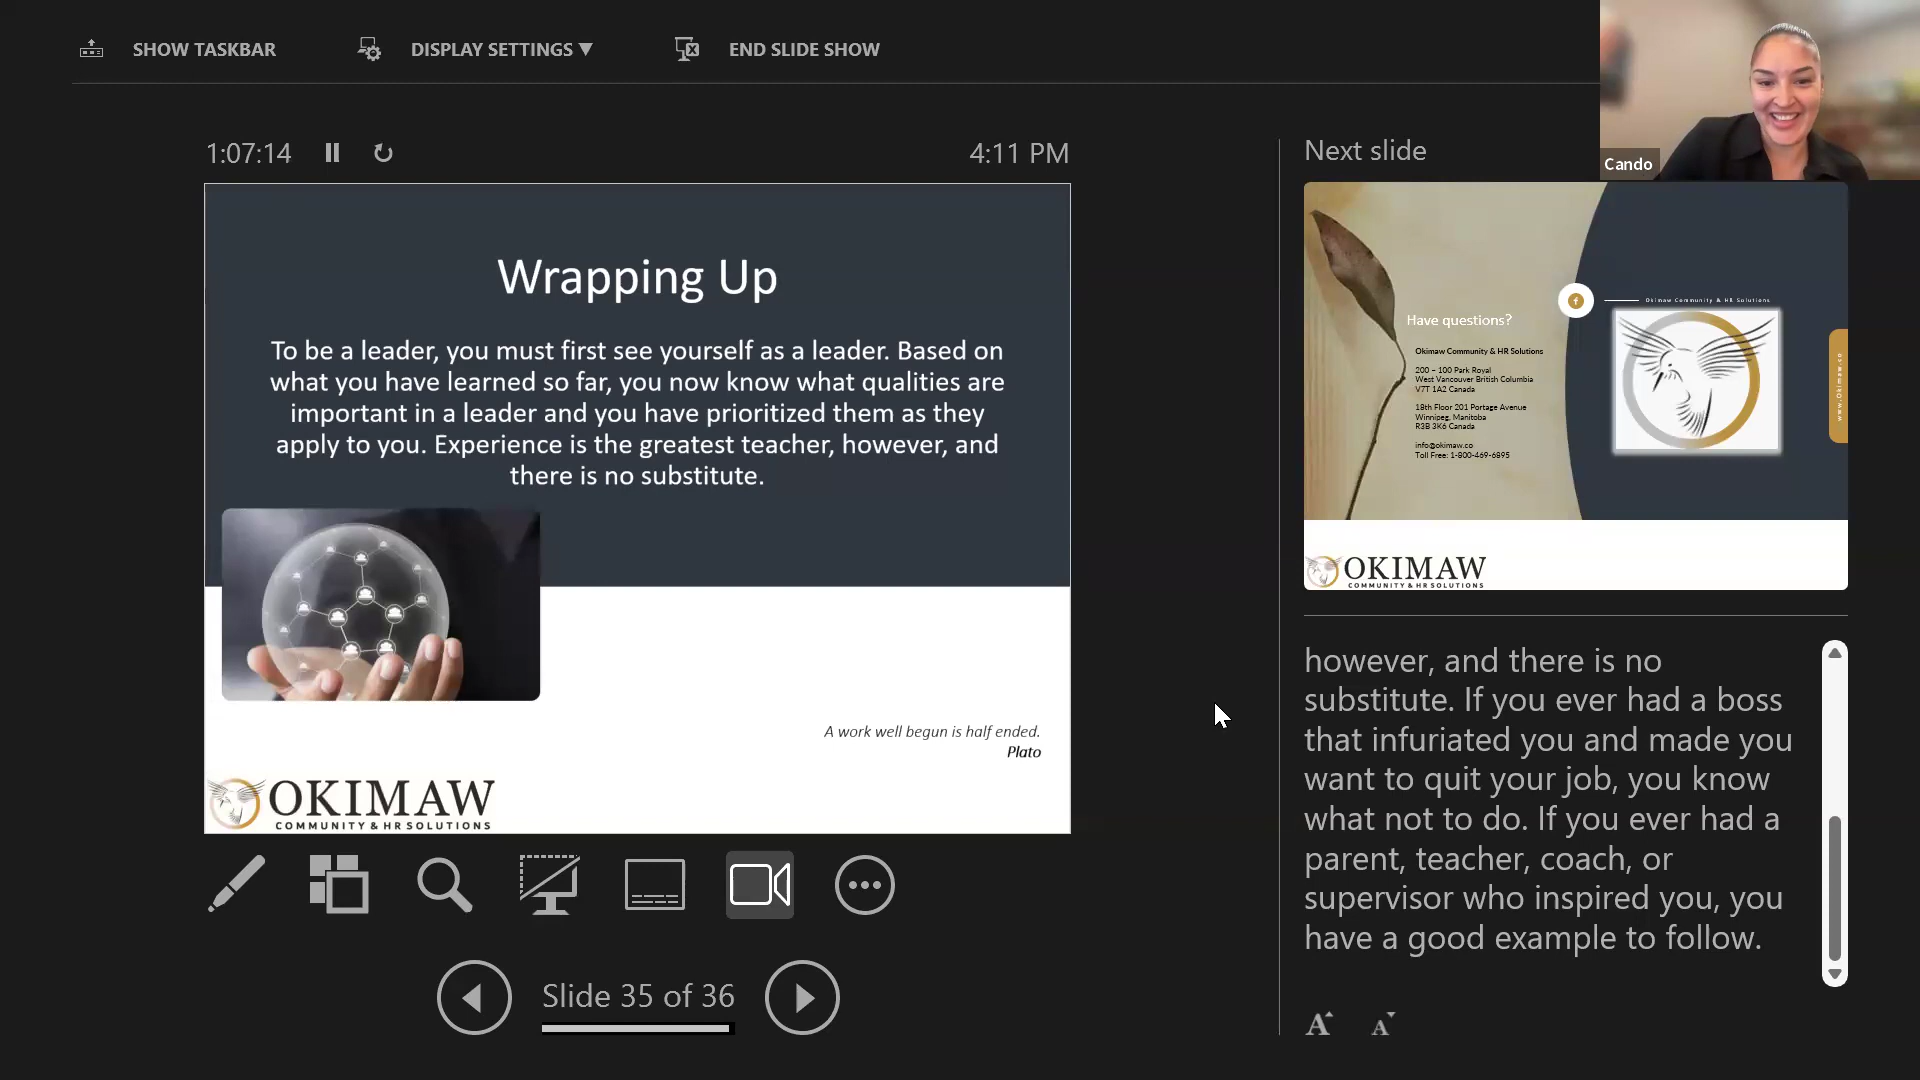 SHOW TASKBAR
DISPLAY SETTINGS ▼
END SLIDE SHOW
Cando
1:07:14
4:11 PM
Wrapping Up
To be a leader, you must first see yourself as a leader. Based on
what you have learned so far, you now know what qualities are
important in a leader and you have prioritized them as they
apply to you. Experience is the greatest teacher, however, and
there is no substitute.
A work well begun is half ended.
Plato
OKIMAW
COMMUNITY & HR SOLUTIONS
Slide 35 of 36
Next slide
Okimaw Community & HR Solutions
Have questions?
Okimaw Community & HR Solutions
200 – 100 Park Royal
West Vancouver British Columbia
V7T 1A2 Canada
18th Floor 201 Portage Avenue
Winnipeg, Manitoba
R3B 3K6 Canada
info@okimaw.co
Toll Free: 1-800-469-6895
www.Okimaw.co
OKIMAW
COMMUNITY & HR SOLUTIONS
however, and there is no
substitute. If you ever had a boss
that infuriated you and made you
want to quit your job, you know
what not to do. If you ever had a
parent, teacher, coach, or
supervisor who inspired you, you
have a good example to follow.
A A